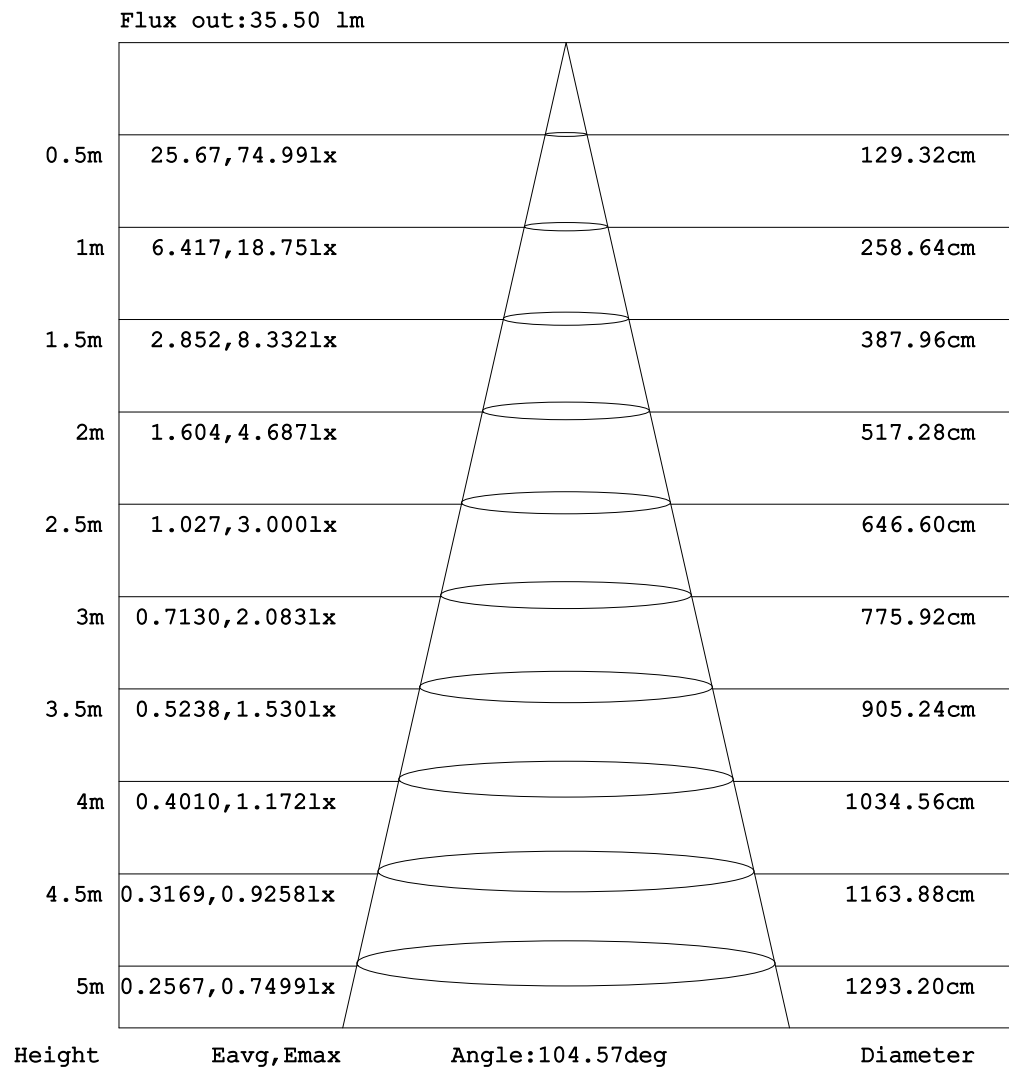 Flux out:35.50 lm
0.5m 25.67,74.99lx 129.32cm
1m 6.417,18.75lx 258.64cm
1.5m 2.852,8.332lx 387.96cm
2m 1.604,4.687lx 517.28cm
2.5m 1.027,3.000lx 646.60cm
3m 0.7130,2.083lx 775.92cm
3.5m 0.5238,1.530lx 905.24cm
4m 0.4010,1.172lx 1034.56cm
4.5m 0.3169,0.9258lx 1163.88cm
5m 0.2567,0.7499lx 1293.20cm
Height Eavg,Emax Angle:104.57deg Diameter